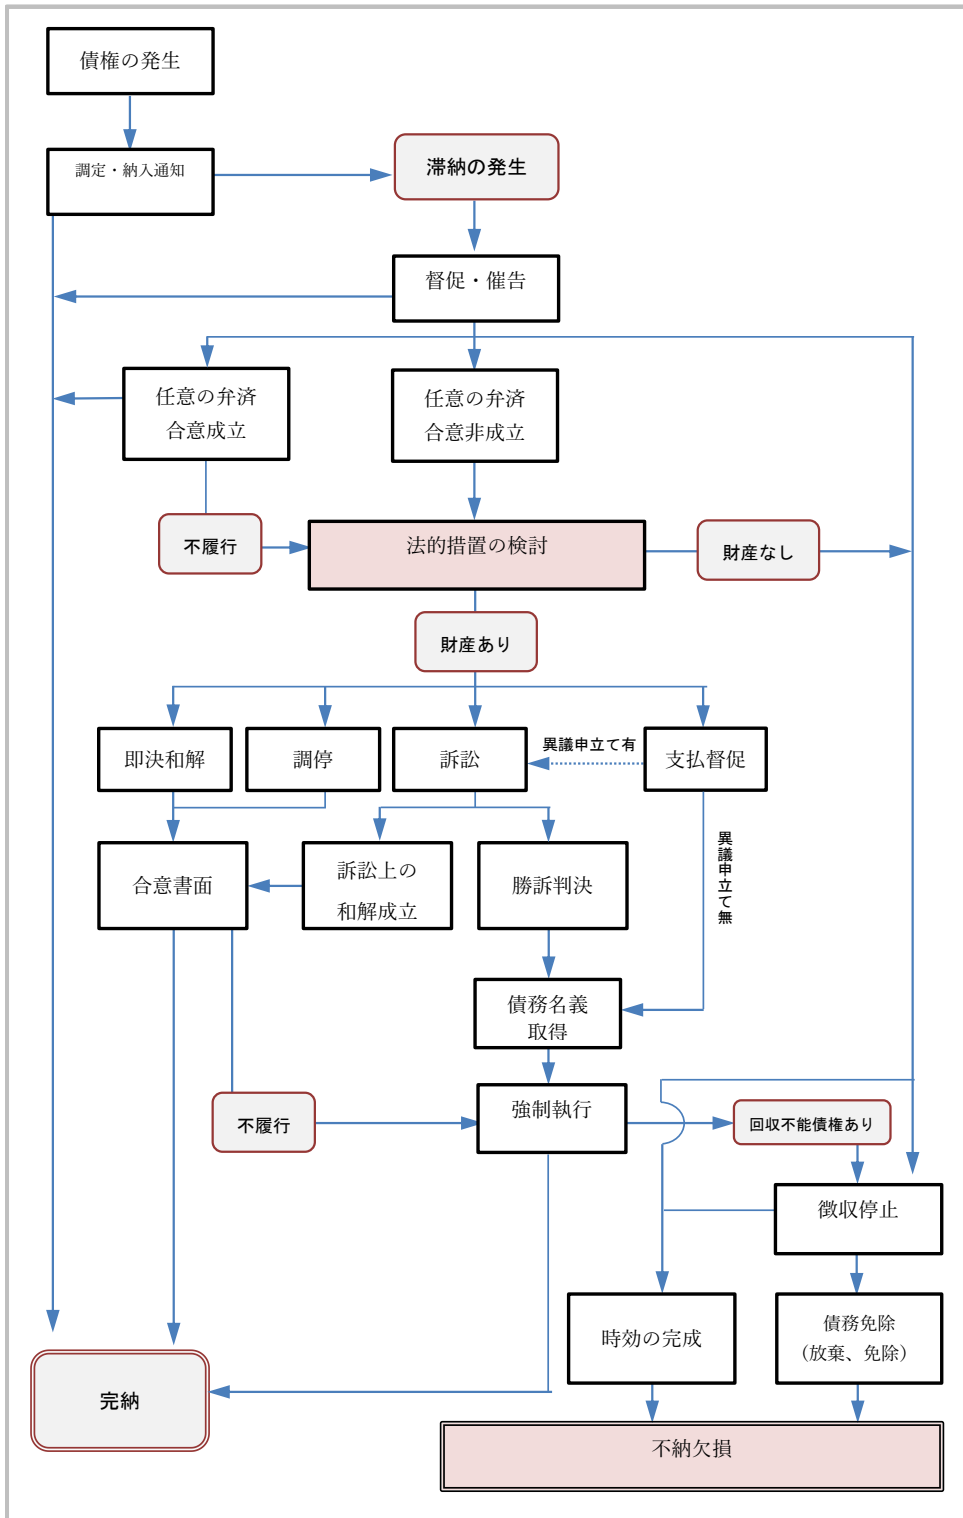 債権の発生
調定・納入通知
滞納の発生
督促・催告
任意の弁済
合意成立
任意の弁済
合意非成立
不履行
法的措置の検討
財産なし
財産あり
即決和解
調停
訴訟
異議申立て有
支払督促
異議申立て無
合意書面
訴訟上の
和解成立
勝訴判決
債務名義
取得
不履行
強制執行
回収不能債権あり
徴収停止
時効の完成
債務免除
(放棄、免除)
完納
不納欠損